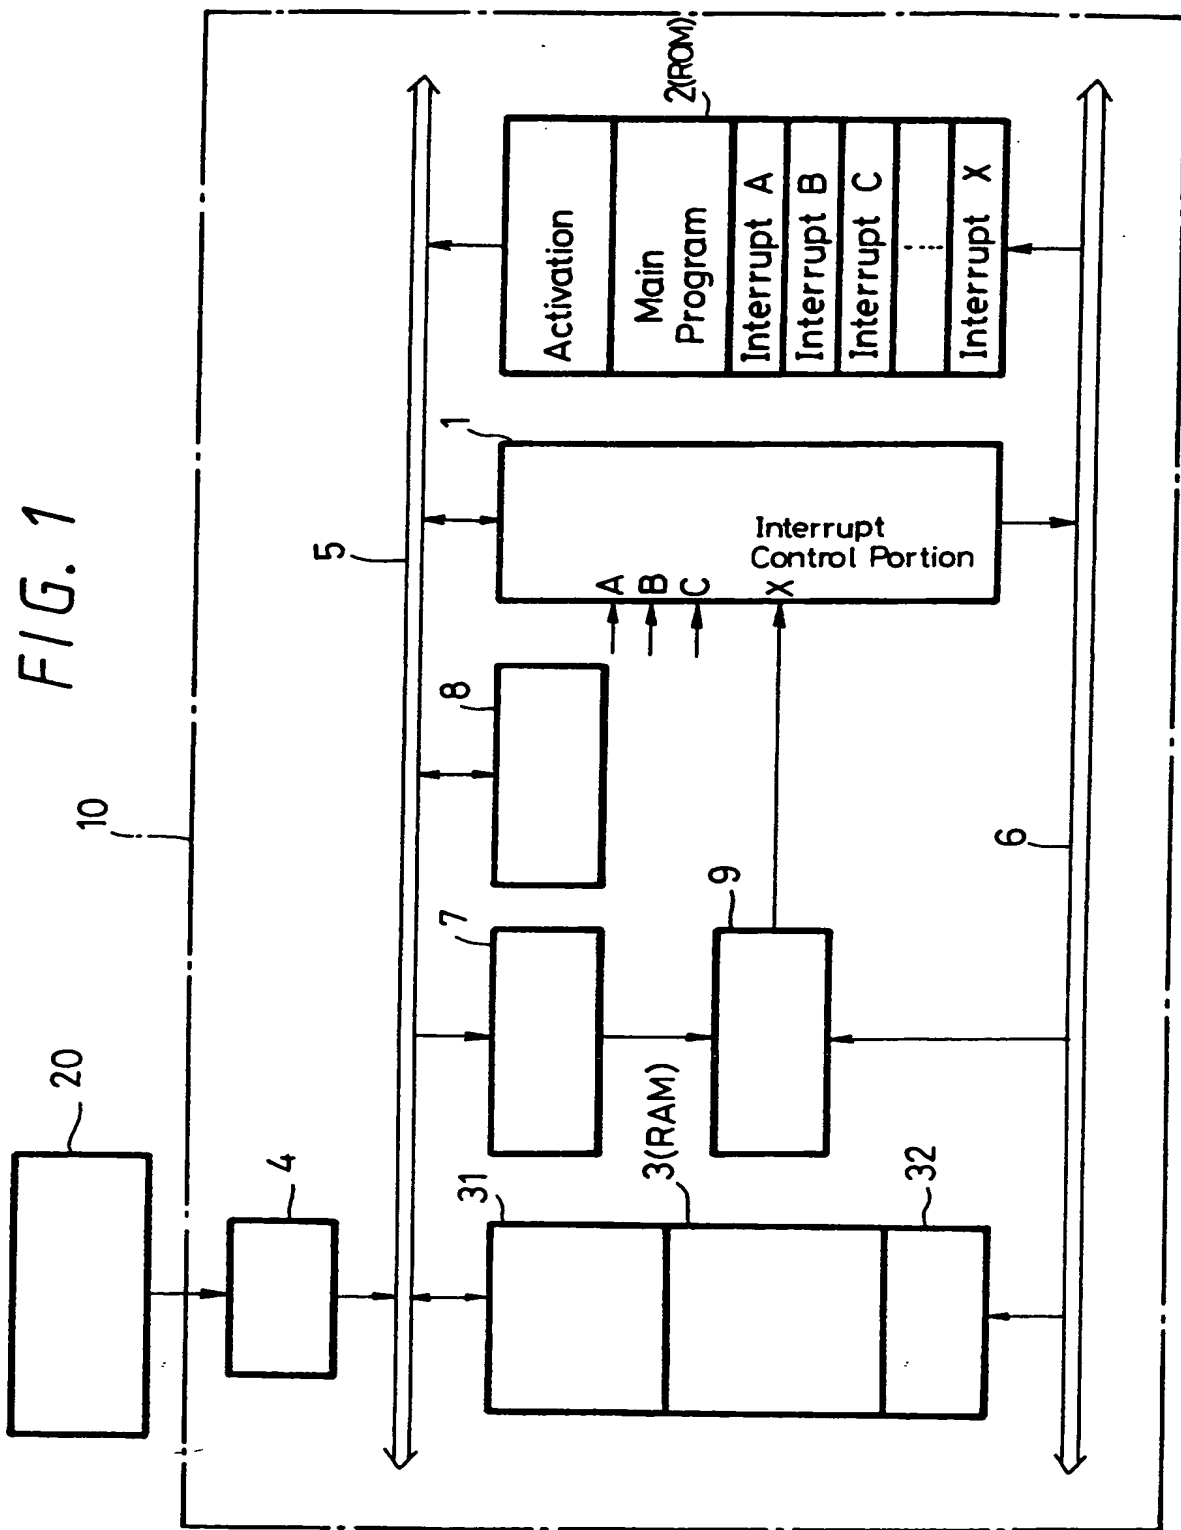 FIG. 1
20
10
4
5
31
3(RAM)
32
7
9
8
1
A
B
C
X
Interrupt
Control Portion
2(ROM)
Activation
Main
Program
Interrupt A
Interrupt B
Interrupt C
Interrupt X
6